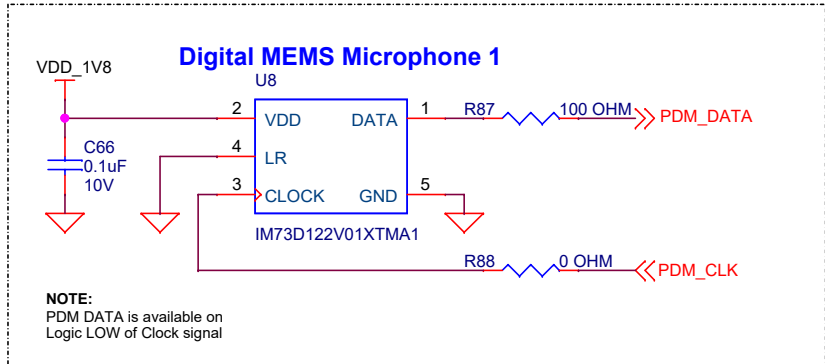 Digital MEMS Microphone 1
VDD_1V8
U8
2
VDD
DATA
1
R87
100 OHM
PDM_DATA
C66
0.1uF
10V
4
LR
3
CLOCK
GND
5
IM73D122V01XTMA1
R88
0 OHM
PDM_CLK
NOTE:
PDM DATA is available on
Logic LOW of Clock signal